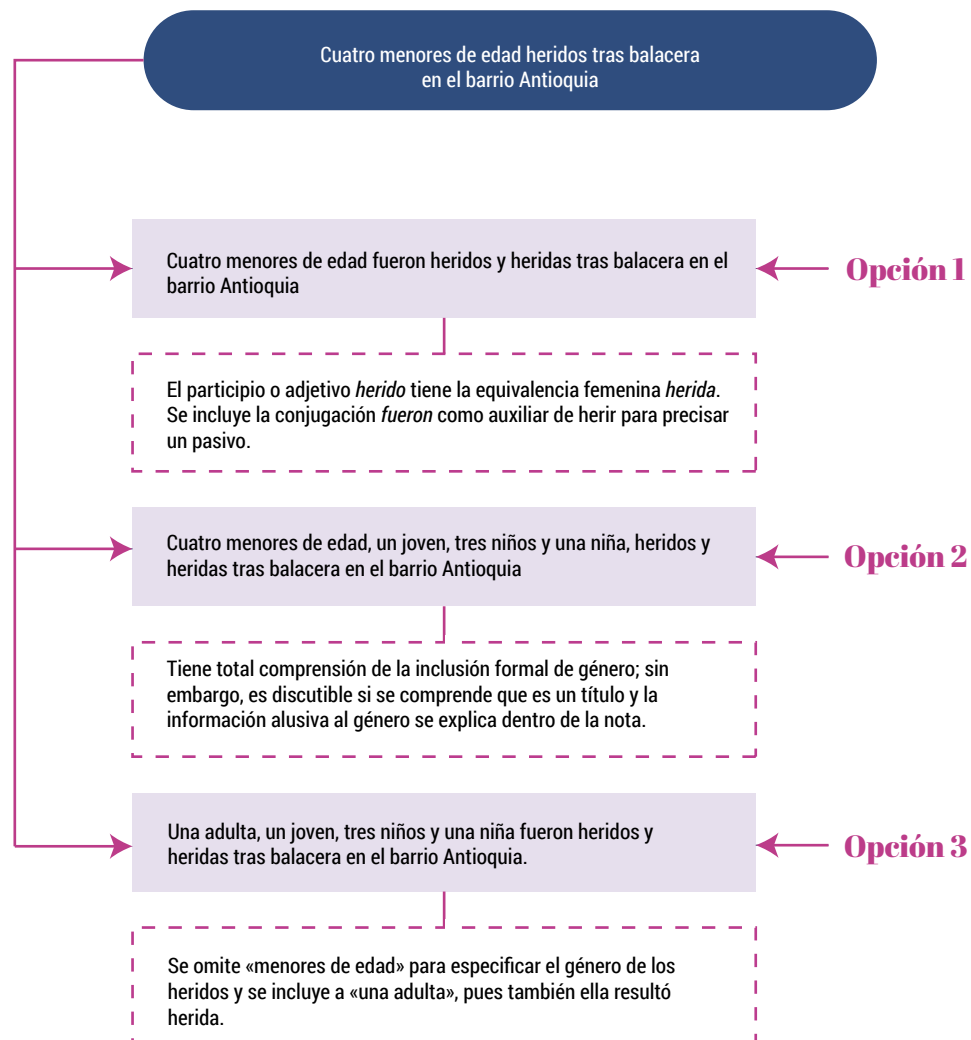 Cuatro menores de edad heridos tras balacera
en el barrio Antioquia
Cuatro menores de edad fueron heridos y heridas tras balacera en el
barrio Antioquia
Opción 1
El participio o adjetivo herido tiene la equivalencia femenina herida.
Se incluye la conjugación fueron como auxiliar de herir para precisar
un pasivo.
Cuatro menores de edad, un joven, tres niños y una niña, heridos y
heridas tras balacera en el barrio Antioquia
Opción 2
Tiene total comprensión de la inclusión formal de género; sin
embargo, es discutible si se comprende que es un título y la
información alusiva al género se explica dentro de la nota.
Una adulta, un joven, tres niños y una niña fueron heridos y
heridas tras balacera en el barrio Antioquia.
Opción 3
Se omite «menores de edad» para especificar el género de los
heridos y se incluye a «una adulta», pues también ella resultó
herida.